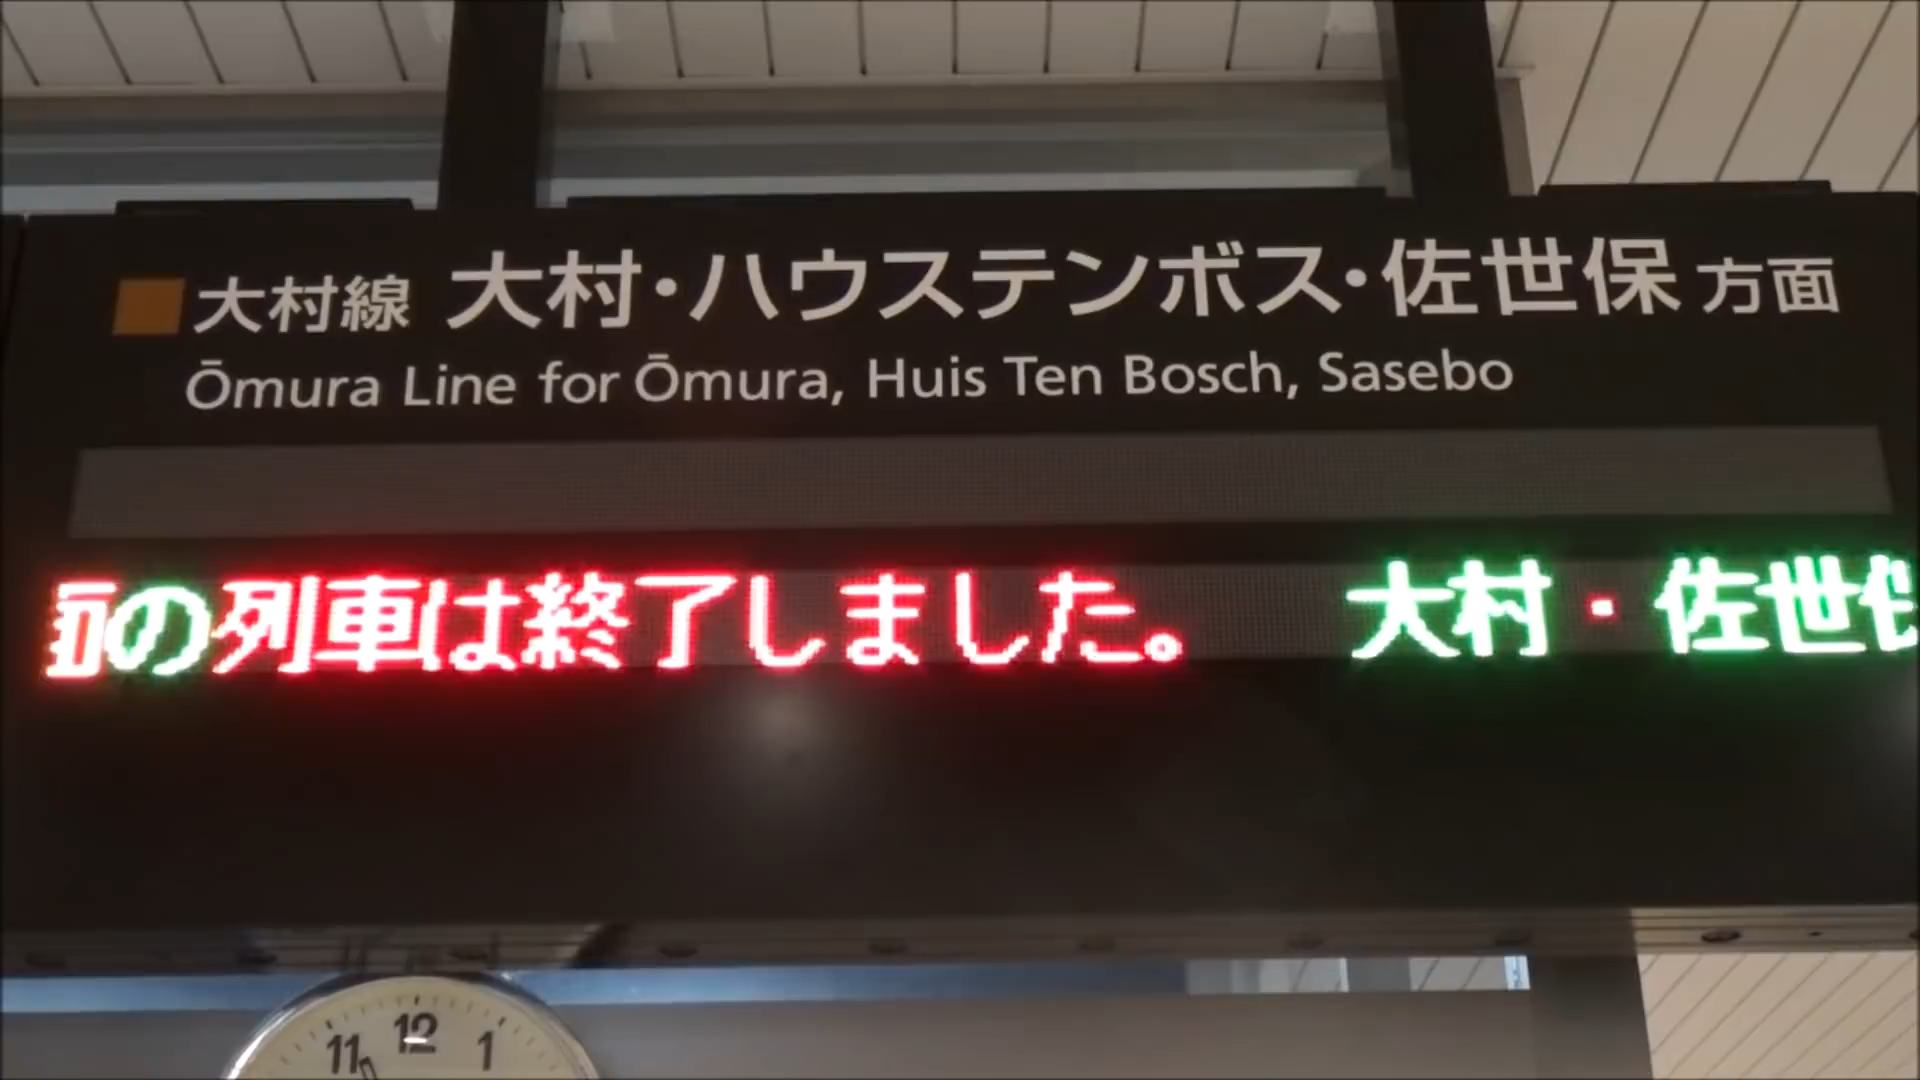 大村線 大村・ハウステンボス・佐世保 方面
Ōmura Line for Ōmura, Huis Ten Bosch, Sasebo
の列車は終了しました。 大村・佐世
11 12 1